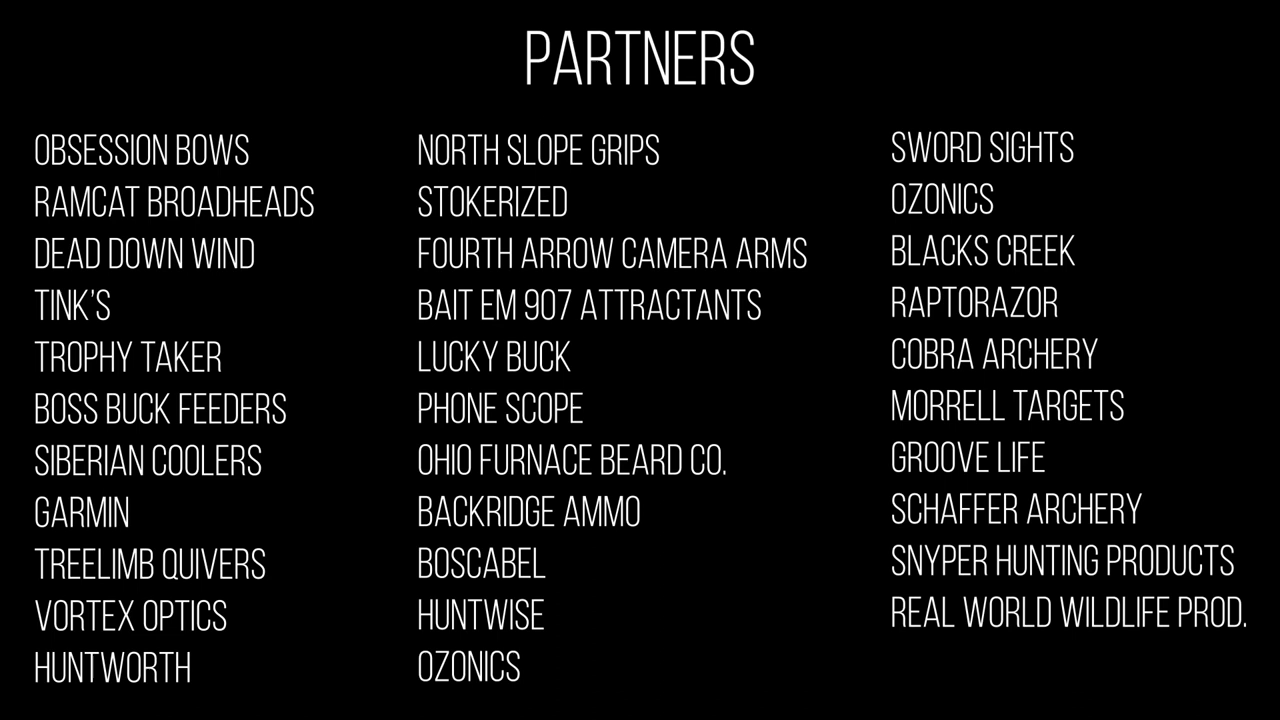 PARTNERS
OBSESSION BOWS
RAMCAT BROADHEADS
DEAD DOWN WIND
TINK'S
TROPHY TAKER
BOSS BUCK FEEDERS
SIBERIAN COOLERS
GARMIN
TREELIMB QUIVERS
VORTEX OPTICS
HUNTWORTH
NORTH SLOPE GRIPS
STOKERIZED
FOURTH ARROW CAMERA ARMS
BAIT EM 907 ATTRACTANTS
LUCKY BUCK
PHONE SCOPE
OHIO FURNACE BEARD CO.
BACKRIDGE AMMO
BOSCABEL
HUNTWISE
OZONICS
SWORD SIGHTS
OZONICS
BLACKS CREEK
RAPTORAZOR
COBRA ARCHERY
MORRELL TARGETS
GROOVE LIFE
SCHAFFER ARCHERY
SNYPER HUNTING PRODUCTS
REAL WORLD WILDLIFE PROD.